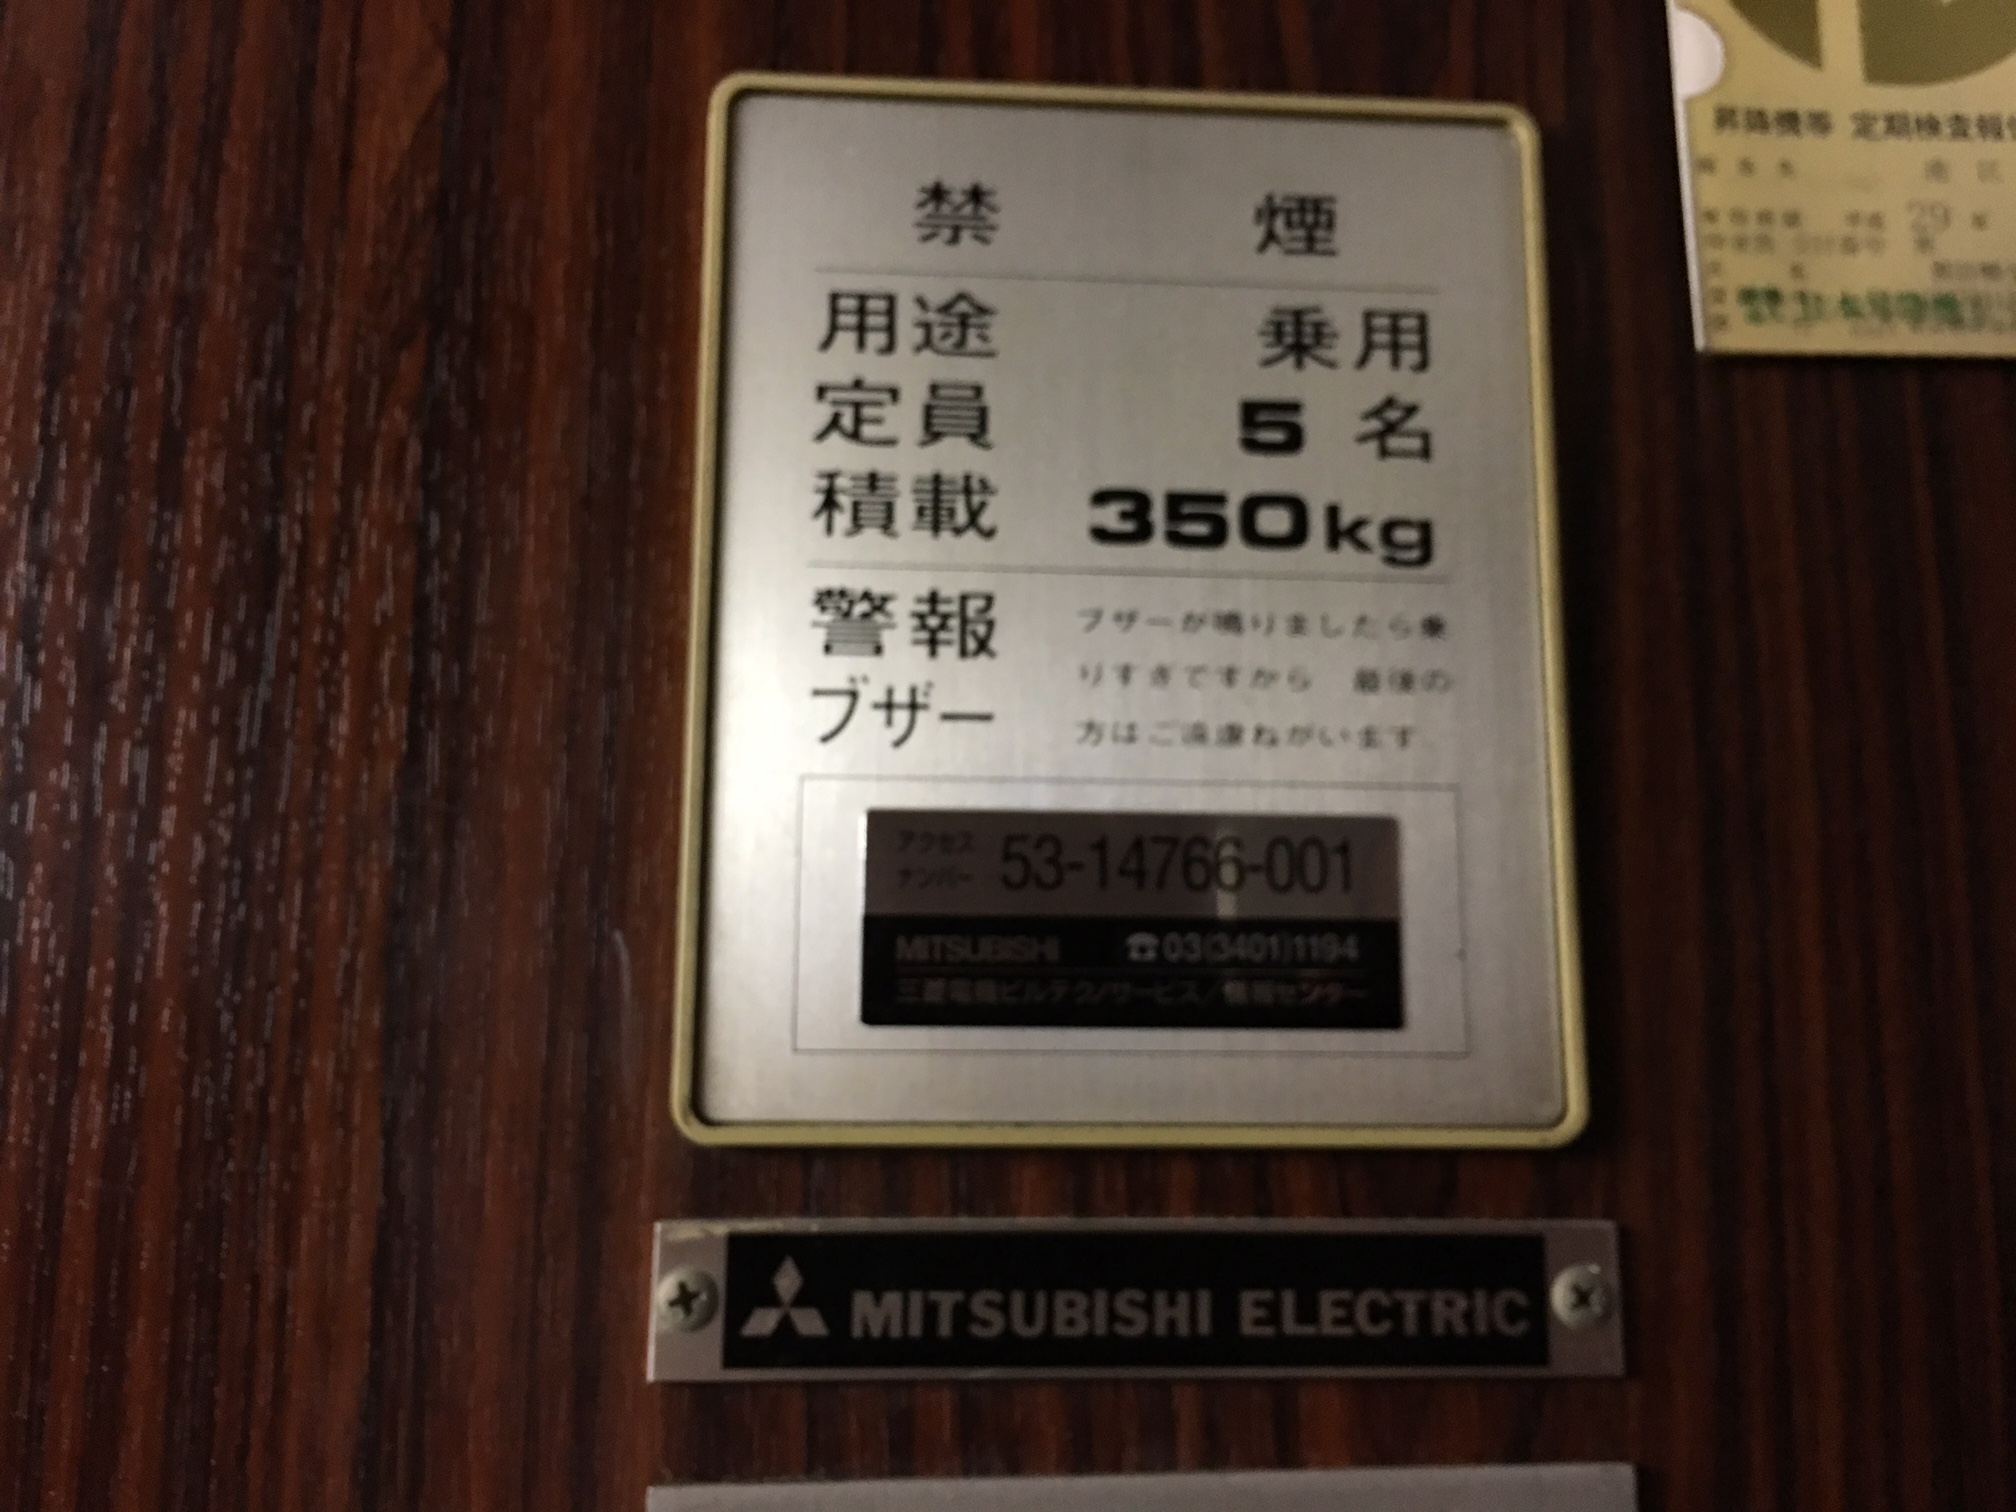 禁 煙
用途 乗用
定員 5 名
積載 350kg
警報
ブザー
ブザーが鳴りましたら乗
りすぎですから 最後の
方はご遠慮ねがいます.
アクセス
ナンバー 53-14766-001
MITSUBISHI ☎03(3401)1194
三菱電機ビルテクノサービス/情報センター
MITSUBISHI ELECTRIC
昇降機等 定期検査報
29